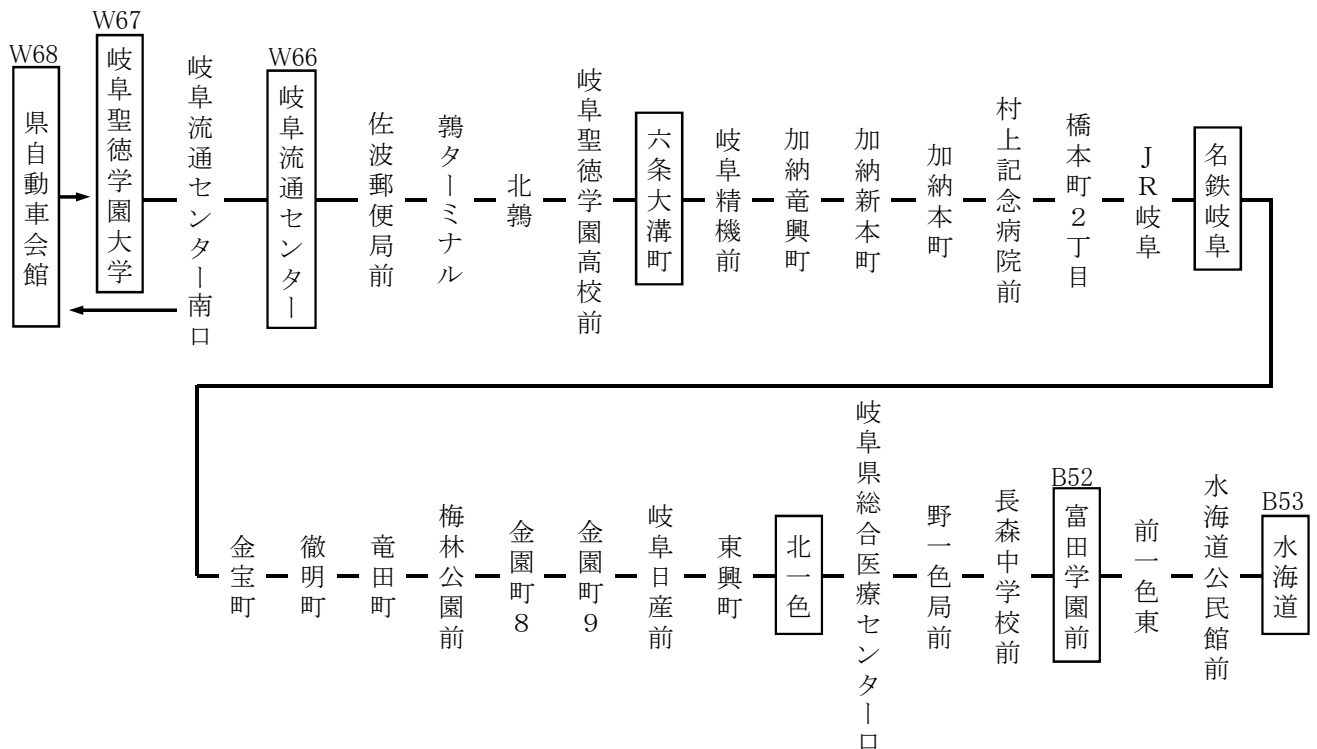 W68
県自動車会館
W67
岐阜聖徳学園大学
岐阜流通センター南口
W66
岐阜流通センター
佐波郵便局前
鶉ターミナル
北鶉
岐阜聖徳学園高校前
六条大溝町
岐阜精機前
加納竜興町
加納新本町
加納本町
村上記念病院前
橋本町2丁目
JR岐阜
名鉄岐阜
金宝町
徹明町
竜田町
梅林公園前
金園町8
金園町9
岐阜日産前
東興町
北一色
岐阜県総合医療センター口
野一色局前
長森中学校前
B52
富田学園前
前一色東
水海道公民館前
B53
水海道